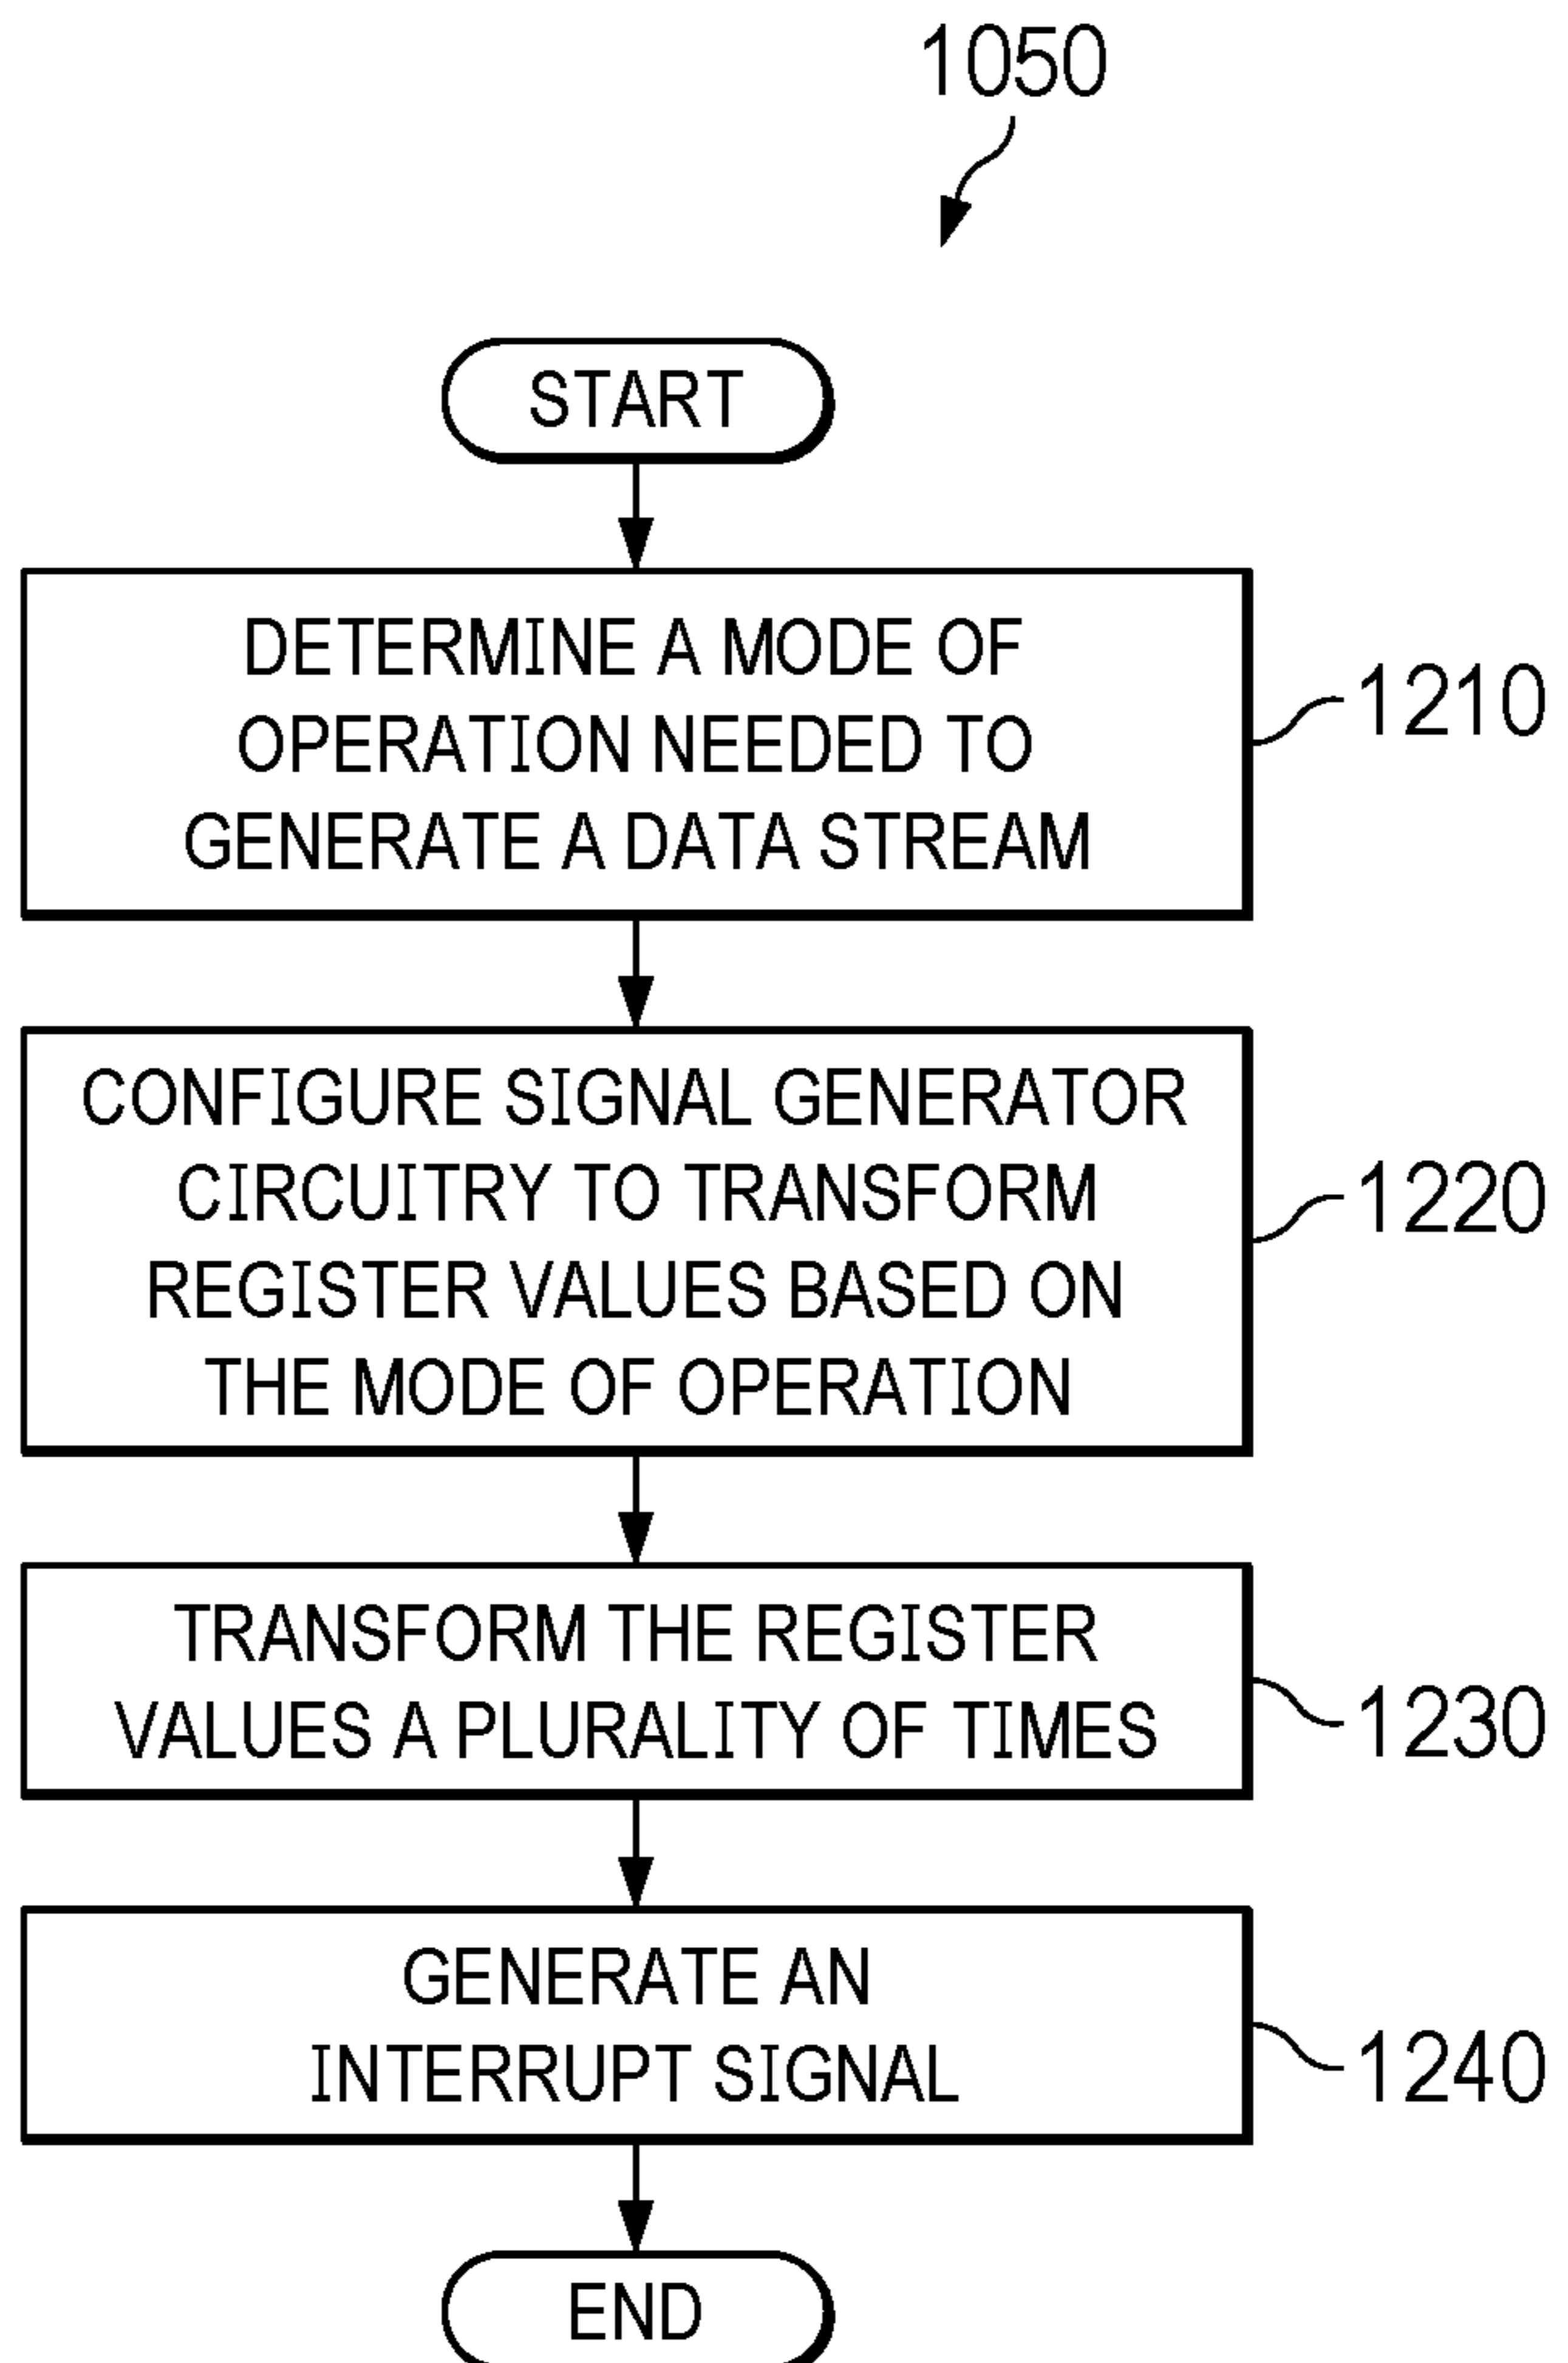 1050
START
DETERMINE A MODE OF
OPERATION NEEDED TO
GENERATE A DATA STREAM
1210
CONFIGURE SIGNAL GENERATOR
CIRCUITRY TO TRANSFORM
REGISTER VALUES BASED ON
THE MODE OF OPERATION
1220
TRANSFORM THE REGISTER
VALUES A PLURALITY OF TIMES
1230
GENERATE AN
INTERRUPT SIGNAL
1240
END